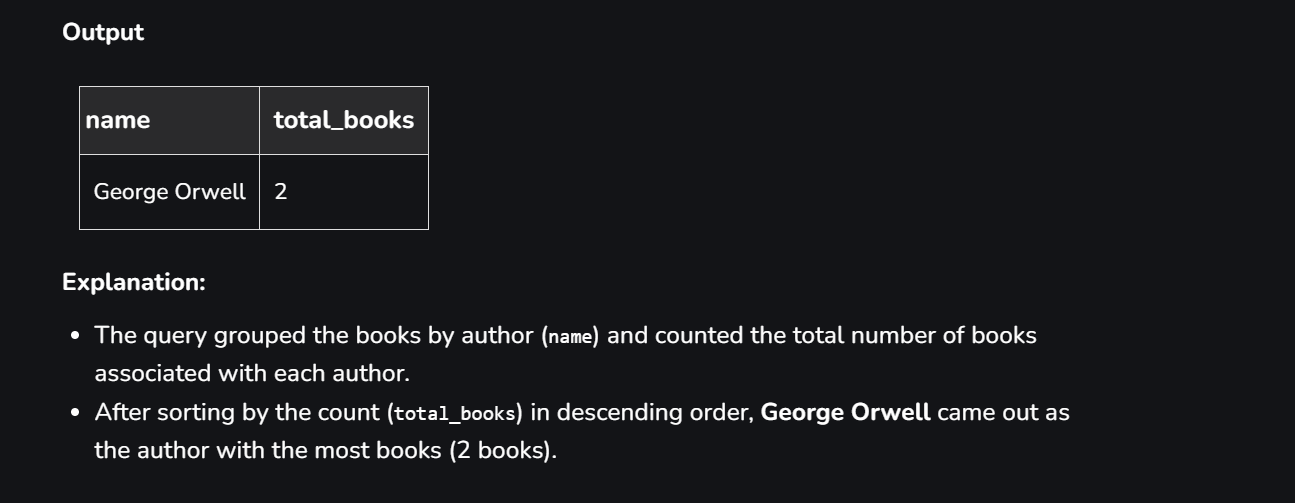 Output
name total_books
George Orwell 2
Explanation:
• The query grouped the books by author (name) and counted the total number of books
associated with each author.
• After sorting by the count (total_books) in descending order, George Orwell came out as
the author with the most books (2 books).